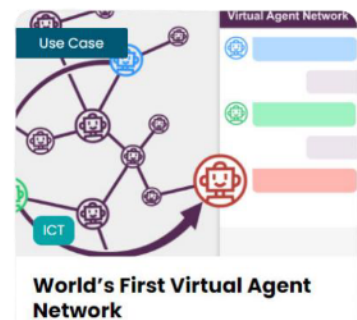 Virtual Agent Network
Use Case
ICT
World's First Virtual Agent
Network